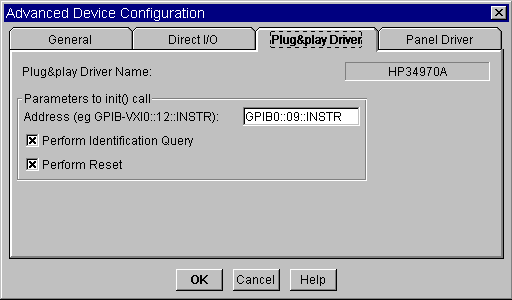 Advanced Device Configuration
General Direct I/O Plug&play Driver Panel Driver
Plug&play Driver Name: HP34970A
Parameters to init() call
Address (eg GPIB-VXI0::12::INSTR): GPIB0::09::INSTR
Perform Identification Query
Perform Reset
OK Cancel Help